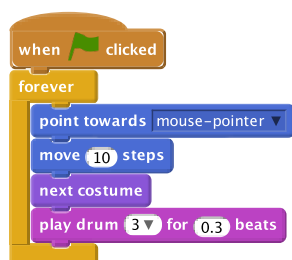 when clicked
forever
point towards mouse-pointer
move 10 steps
next costume
play drum 3 for 0.3 beats